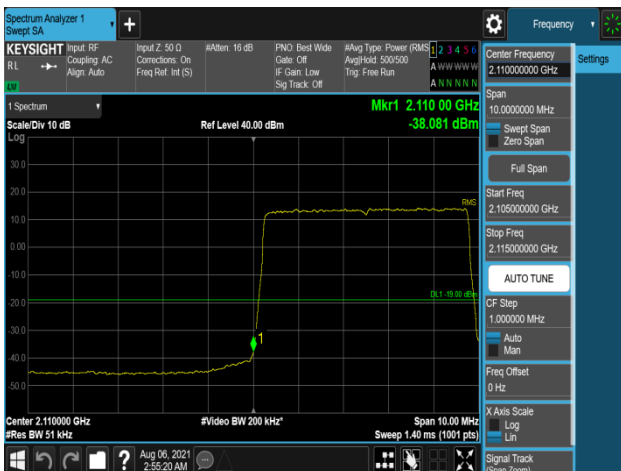 Spectrum Analyzer 1
Swept SA
Frequency
KEYSIGHT
RL
LW
Input: RF
Coupling: AC
Align: Auto
Input Z: 50 Ω
Corrections: On
Freq Ref: Int (S)
#Atten: 16 dB
PNO: Best Wide
Gate: Off
IF Gain: Low
Sig Track: Off
#Avg Type: Power (RMS
Avg|Hold: 500/500
Trig: Free Run
1 2 3 4 5 6
A W W W W W
A N N N N N
1 Spectrum
Scale/Div 10 dB
Log
Ref Level 40.00 dBm
Mkr1 2.110 00 GHz
-38.081 dBm
30.0
20.0
10.0
0.00
-10.0
-20.0
-30.0
-40.0
-50.0
RMS
DL1 -19.00 dBm
1
Center 2.110000 GHz
#Res BW 51 kHz
#Video BW 200 kHz*
Span 10.00 MHz
Sweep 1.40 ms (1001 pts)
?
Aug 06, 2021
2:55:20 AM
Center Frequency
2.110000000 GHz
Settings
Span
10.0000000 MHz
Swept Span
Zero Span
Full Span
Start Freq
2.105000000 GHz
Stop Freq
2.115000000 GHz
AUTO TUNE
CF Step
1.000000 MHz
Auto
Man
Freq Offset
0 Hz
X Axis Scale
Log
Lin
Signal Track
(Span Zoom)